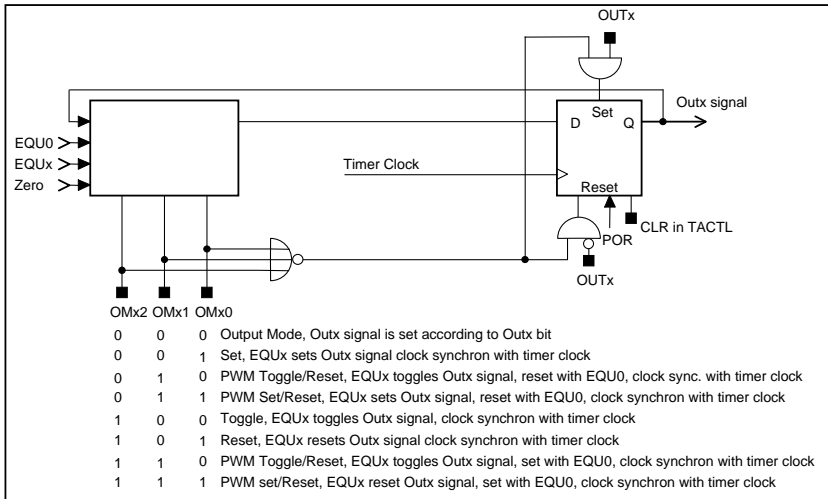 OUTx
Set
Outx signal
D
Q
EQU0
EQUx
Timer Clock
Zero
Reset
POR
CLR in TACTL
OUTx
OMx2 OMx1 OMx0
0 0 0 Output Mode, Outx signal is set according to Outx bit
0 0 1 Set, EQUx sets Outx signal clock synchron with timer clock
0 1 0 PWM Toggle/Reset, EQUx toggles Outx signal, reset with EQU0, clock sync. with timer clock
0 1 1 PWM Set/Reset, EQUx sets Outx signal, reset with EQU0, clock synchron with timer clock
1 0 0 Toggle, EQUx toggles Outx signal, clock synchron with timer clock
1 0 1 Reset, EQUx resets Outx signal clock synchron with timer clock
1 1 0 PWM Toggle/Reset, EQUx toggles Outx signal, set with EQU0, clock synchron with timer clock
1 1 1 PWM set/Reset, EQUx reset Outx signal, set with EQU0, clock synchron with timer clock